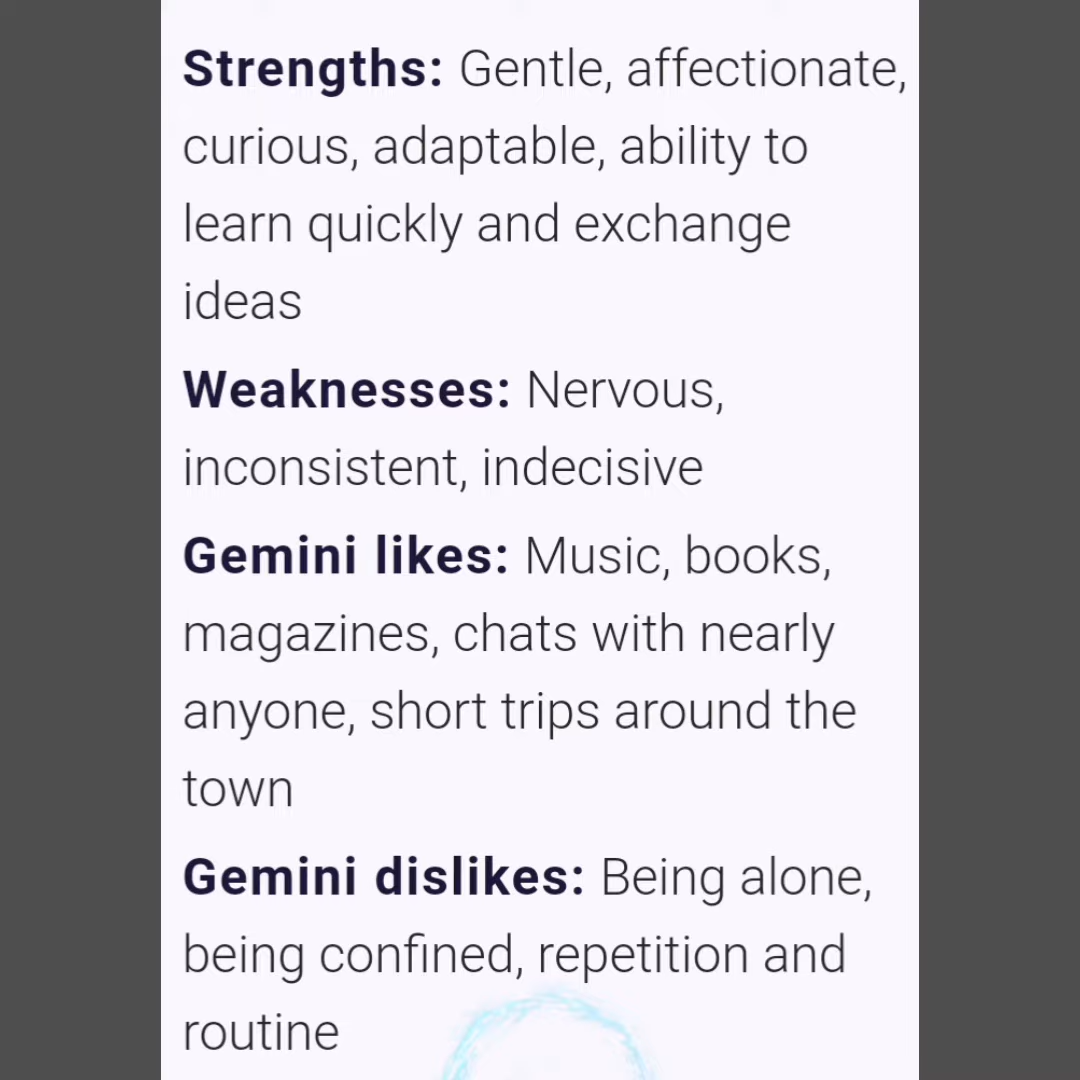 Strengths: Gentle, affectionate,
curious, adaptable, ability to
learn quickly and exchange
ideas
Weaknesses: Nervous,
inconsistent, indecisive
Gemini likes: Music, books,
magazines, chats with nearly
anyone, short trips around the
town
Gemini dislikes: Being alone,
being confined, repetition and
routine